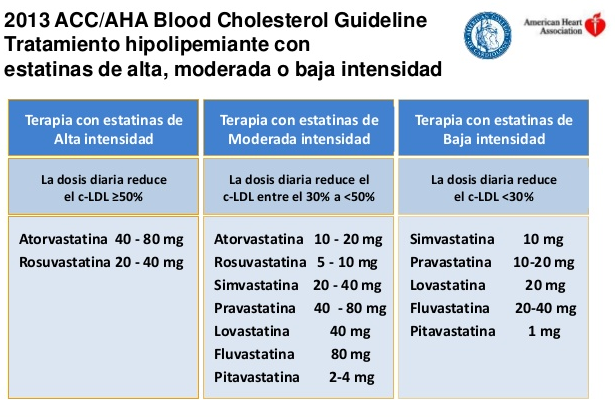 2013 ACC/AHA Blood Cholesterol Guideline
Tratamiento hipolipemiante con
estatinas de alta, moderada o baja intensidad
American Heart
Association
Terapia con estatinas de
Alta intensidad
Terapia con estatinas de
Moderada intensidad
Terapia con estatinas de
Baja intensidad
La dosis diaria reduce
el c-LDL ≥50%
La dosis diaria reduce el
c-LDL entre el 30% a <50%
La dosis diaria reduce
el c-LDL <30%
Atorvastatina 40 - 80 mg
Rosuvastatina 20 - 40 mg
Atorvastatina 10 - 20 mg
Rosuvastatina 5 - 10 mg
Simvastatina 20 - 40 mg
Pravastatina 40 - 80 mg
Lovastatina 40 mg
Fluvastatina 80 mg
Pitavastatina 2-4 mg
Simvastatina 10 mg
Pravastatina 10-20 mg
Lovastatina 20 mg
Fluvastatina 20-40 mg
Pitavastatina 1 mg